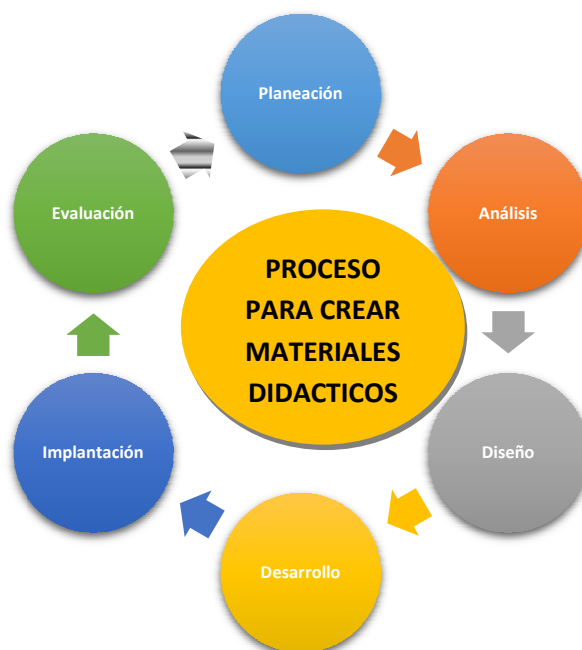 Planeación
Análisis
Diseño
Desarrollo
Implantación
Evaluación
PROCESO
PARA CREAR
MATERIALES
DIDACTICOS